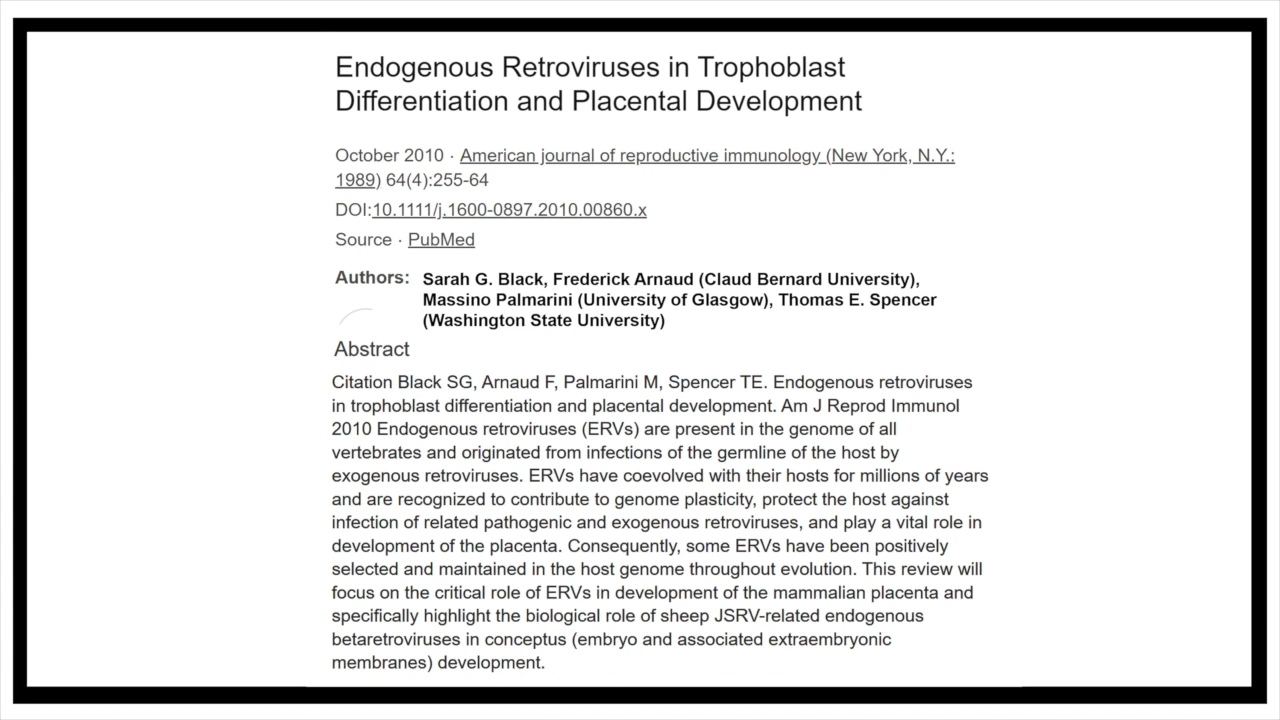 Endogenous Retroviruses in Trophoblast
Differentiation and Placental Development
October 2010 · American journal of reproductive immunology (New York, N.Y.:
1989) 64(4):255-64
DOI:10.1111/j.1600-0897.2010.00860.x
Source · PubMed
Authors: Sarah G. Black, Frederick Arnaud (Claud Bernard University),
Massino Palmarini (University of Glasgow), Thomas E. Spencer
(Washington State University)
Abstract
Citation Black SG, Arnaud F, Palmarini M, Spencer TE. Endogenous retroviruses
in trophoblast differentiation and placental development. Am J Reprod Immunol
2010 Endogenous retroviruses (ERVs) are present in the genome of all
vertebrates and originated from infections of the germline of the host by
exogenous retroviruses. ERVs have coevolved with their hosts for millions of years
and are recognized to contribute to genome plasticity, protect the host against
infection of related pathogenic and exogenous retroviruses, and play a vital role in
development of the placenta. Consequently, some ERVs have been positively
selected and maintained in the host genome throughout evolution. This review will
focus on the critical role of ERVs in development of the mammalian placenta and
specifically highlight the biological role of sheep JSRV-related endogenous
betaretroviruses in conceptus (embryo and associated extraembryonic
membranes) development.